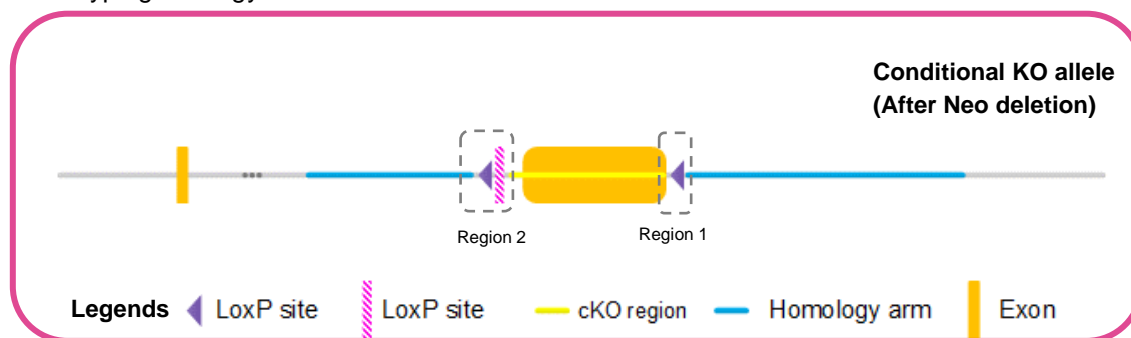 Conditional KO allele
(After Neo deletion)
Region 2
Region 1
Legends LoxP site LoxP site cKO region Homology arm Exon